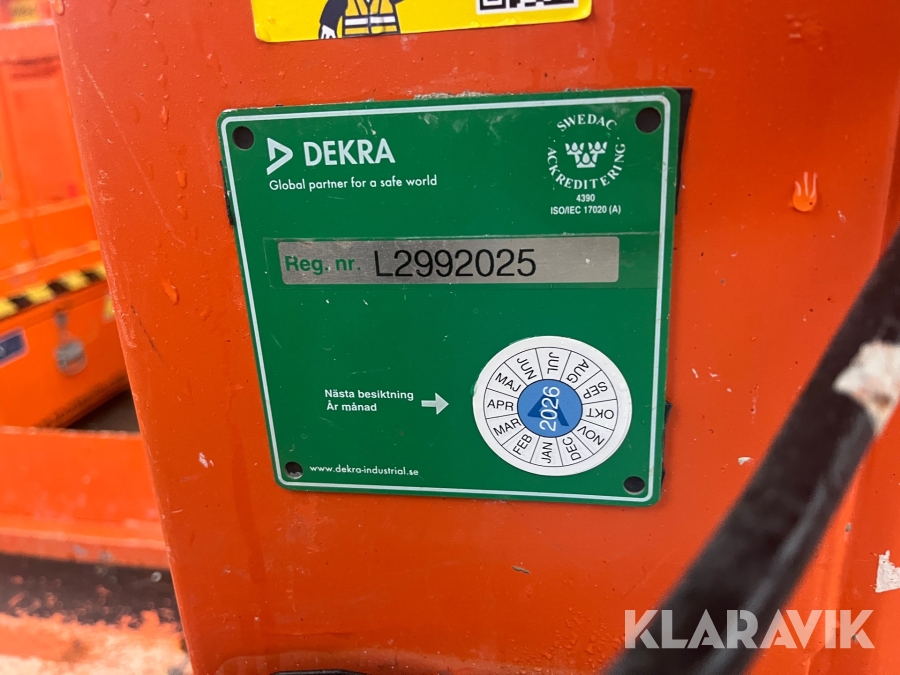 DEKRA
Global partner for a safe world
SWEDAC
ACKREDITERING
4390
ISO/IEC 17020 (A)
Reg. nr. L2992025
Nästa besiktning
År månad
JAN
FEB
MAR
APR
MAJ
JUN
JUL
AUG
SEP
OKT
NOV
DEC
2026
www.dekra-industrial.se
KLARAVIK